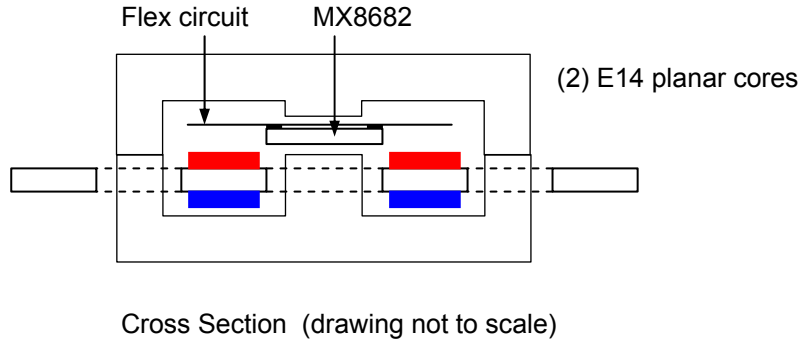 Flex circuit
MX8682
(2) E14 planar cores
Cross Section  (drawing not to scale)